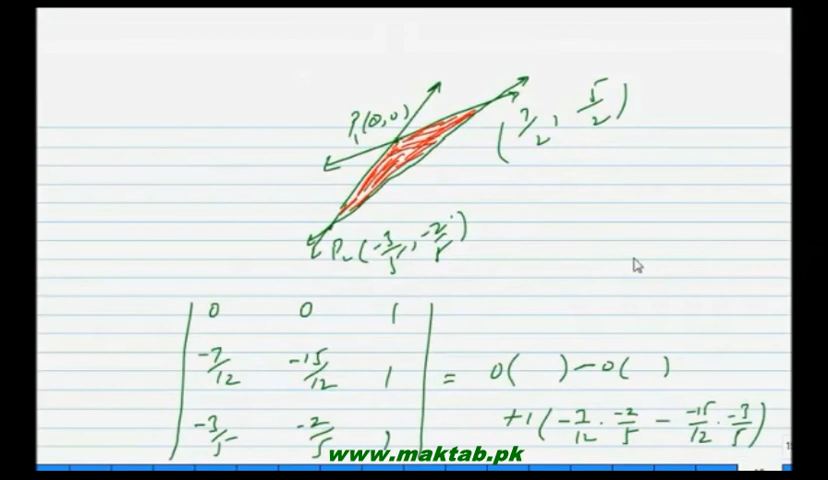 P₁(0,0)
(7/2, 5/2)
P₂(-3/5, -2/5)
| 0 0 1 |
| -7/12 -15/12 1 | = 0( ) - 0( )
| -3/5 -2/5 1 | +1(-7/12 · -2/5 - -15/12 · -3/5)
www.maktab.pk